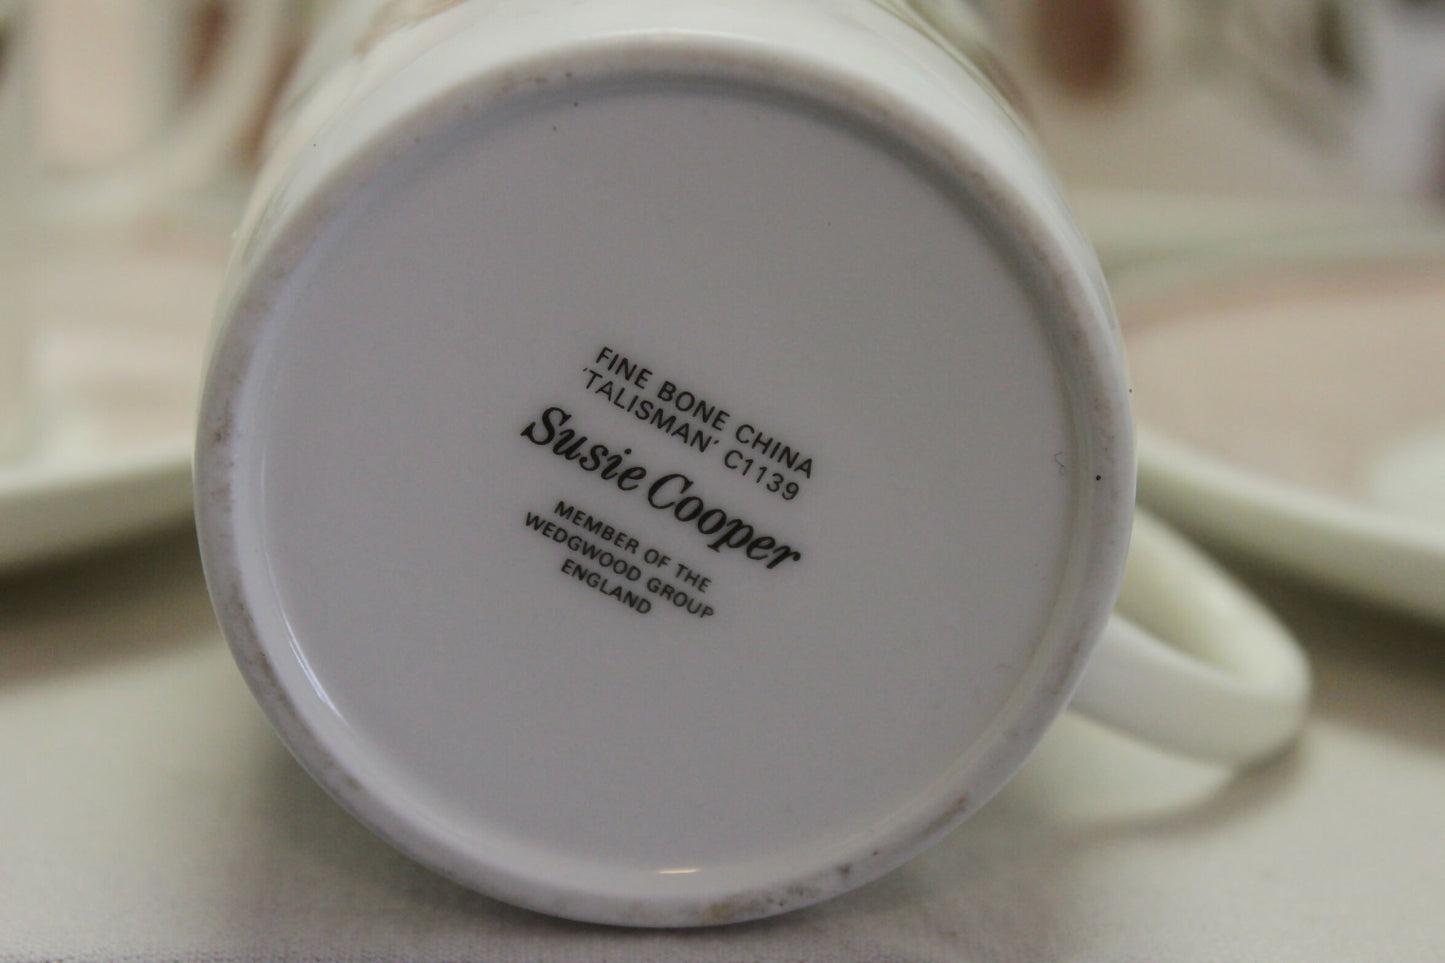 FINE BONE CHINA
'TALISMAN' C1139
Susie Cooper
MEMBER OF THE
WEDGWOOD GROUP
ENGLAND